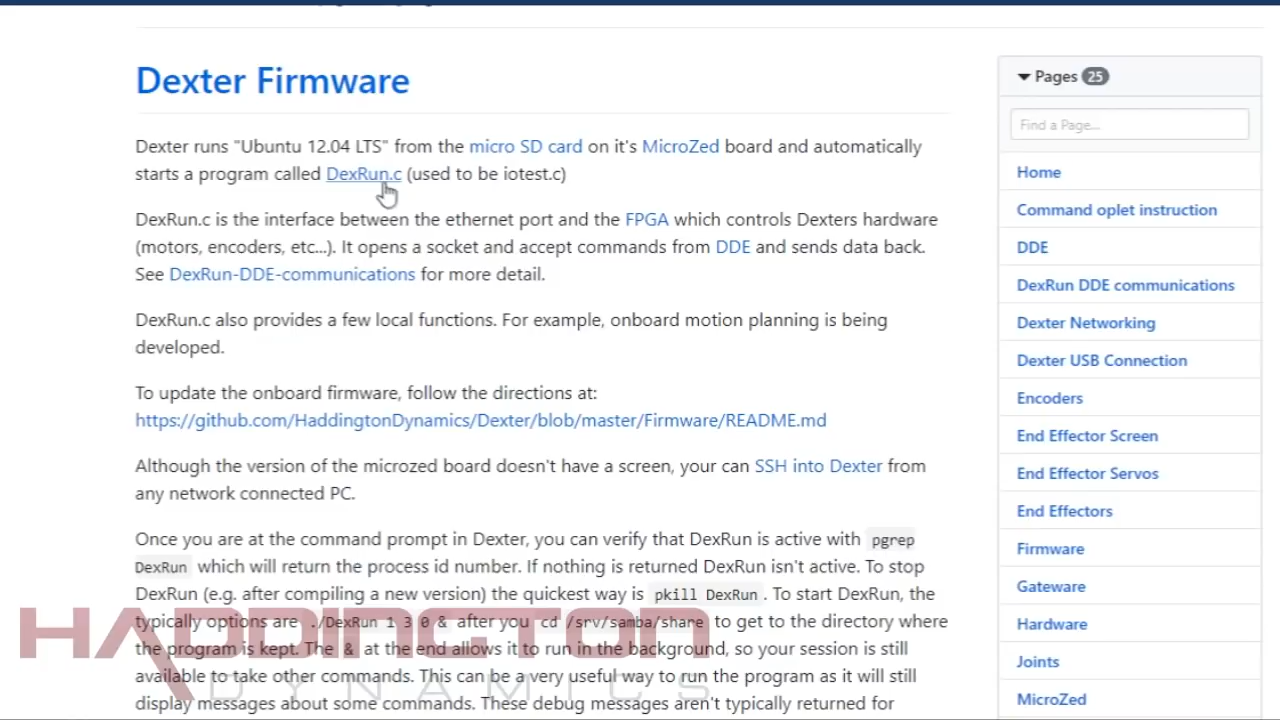 Dexter Firmware
Dexter runs "Ubuntu 12.04 LTS" from the micro SD card on it's MicroZed board and automatically
starts a program called DexRun.c (used to be iotest.c)
DexRun.c is the interface between the ethernet port and the FPGA which controls Dexters hardware
(motors, encoders, etc...). It opens a socket and accept commands from DDE and sends data back.
See DexRun-DDE-communications for more detail.
DexRun.c also provides a few local functions. For example, onboard motion planning is being
developed.
To update the onboard firmware, follow the directions at:
https://github.com/HaddingtonDynamics/Dexter/blob/master/Firmware/README.md
Although the version of the microzed board doesn't have a screen, your can SSH into Dexter from
any network connected PC.
Once you are at the command prompt in Dexter, you can verify that DexRun is active with pgrep
DexRun which will return the process id number. If nothing is returned DexRun isn't active. To stop
DexRun (e.g. after compiling a new version) the quickest way is pkill DexRun. To start DexRun, the
typically options are ./DexRun 1 3 0 & after you cd /srv/samba/share to get to the directory where
the program is kept. The & at the end allows it to run in the background, so your session is still
available to take other commands. This can be a very useful way to run the program as it will still
display messages about some commands. These debug messages aren't typically returned for
HADDINGTON
DYNAMICS
Pages 25
Find a Page...
Home
Command oplet instruction
DDE
DexRun DDE communications
Dexter Networking
Dexter USB Connection
Encoders
End Effector Screen
End Effector Servos
End Effectors
Firmware
Gateware
Hardware
Joints
MicroZed